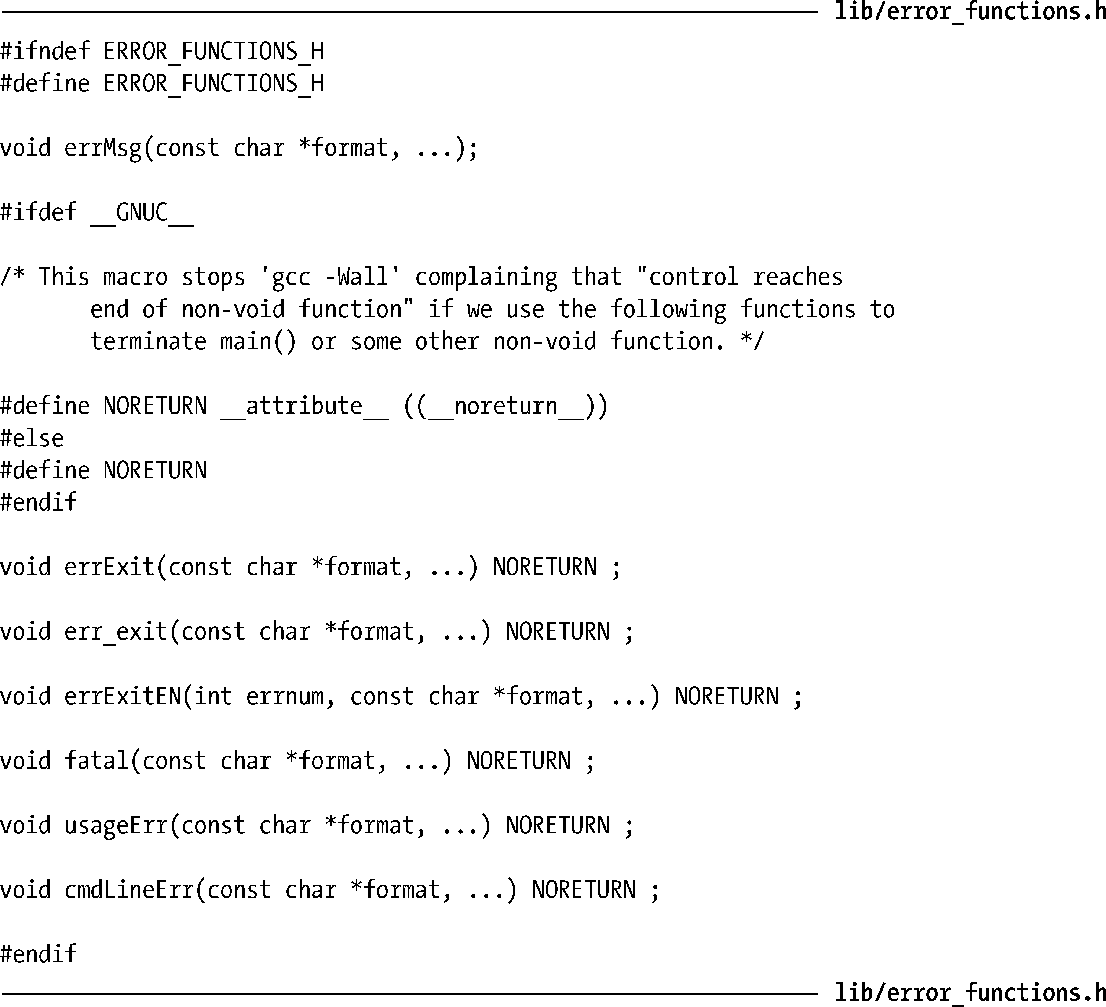 lib/error_functions.h
#ifndef ERROR_FUNCTIONS_H
#define ERROR_FUNCTIONS_H
void errMsg(const char *format, ...);
#ifdef __GNUC__
/* This macro stops 'gcc -Wall' complaining that "control reaches
end of non-void function" if we use the following functions to
terminate main() or some other non-void function. */
#define NORETURN __attribute__ ((__noreturn__))
#else
#define NORETURN
#endif
void errExit(const char *format, ...) NORETURN ;
void err_exit(const char *format, ...) NORETURN ;
void errExitEN(int errnum, const char *format, ...) NORETURN ;
void fatal(const char *format, ...) NORETURN ;
void usageErr(const char *format, ...) NORETURN ;
void cmdLineErr(const char *format, ...) NORETURN ;
#endif
lib/error_functions.h